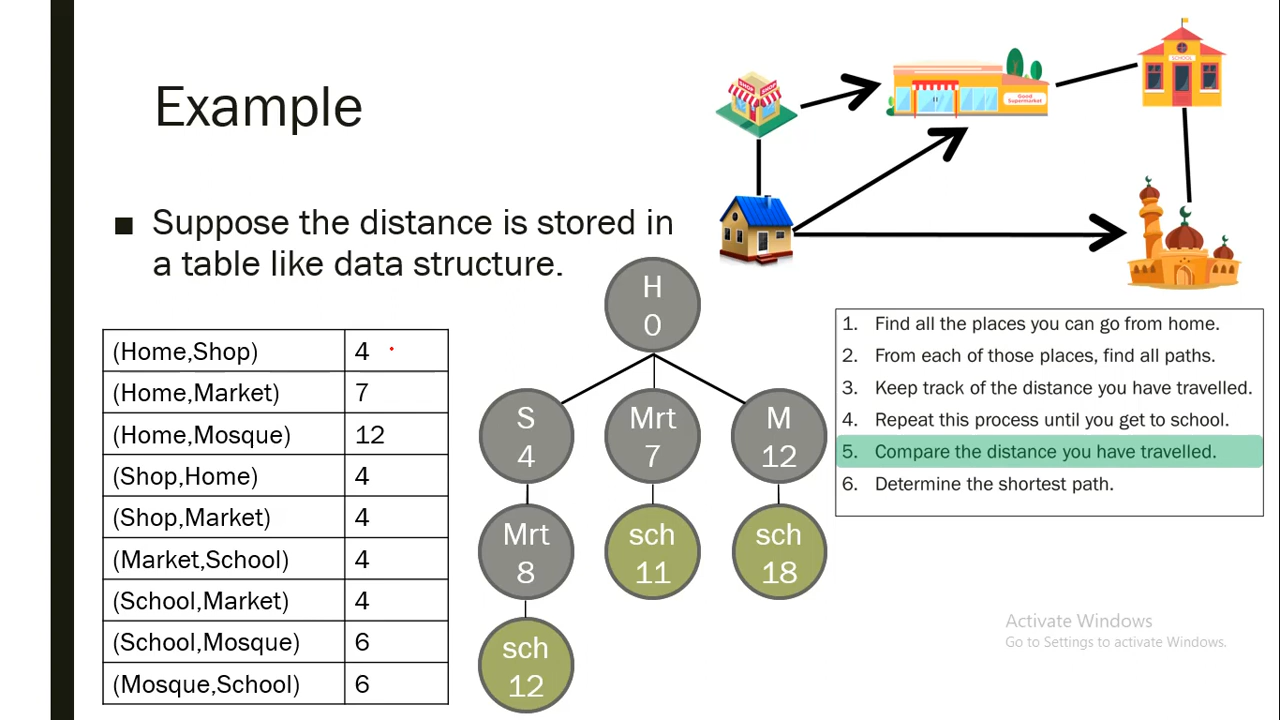 Example
■ Suppose the distance is stored in
a table like data structure.
(Home,Shop) 4
(Home,Market) 7
(Home,Mosque) 12
(Shop,Home) 4
(Shop,Market) 4
(Market,School) 4
(School,Market) 4
(School,Mosque) 6
(Mosque,School) 6
H
0
S
4
Mrt
7
M
12
Mrt
8
sch
11
sch
18
sch
12
SHOP
SHOP
Good
Supermarket
SCHOOL
1. Find all the places you can go from home.
2. From each of those places, find all paths.
3. Keep track of the distance you have travelled.
4. Repeat this process until you get to school.
5. Compare the distance you have travelled.
6. Determine the shortest path.
Activate Windows
Go to Settings to activate Windows.